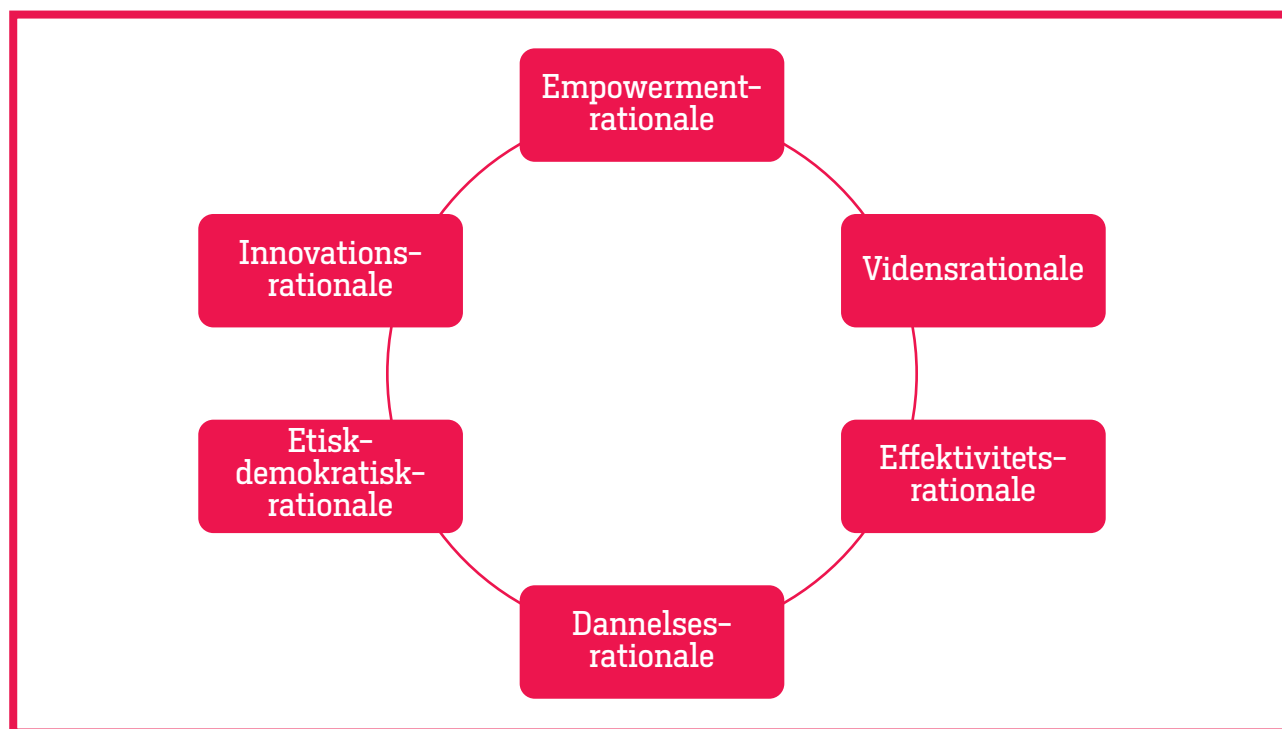 Empowerment-
rationale
Vidensrationale
Effektivitets-
rationale
Dannelses-
rationale
Etisk-
demokratisk-
rationale
Innovations-
rationale